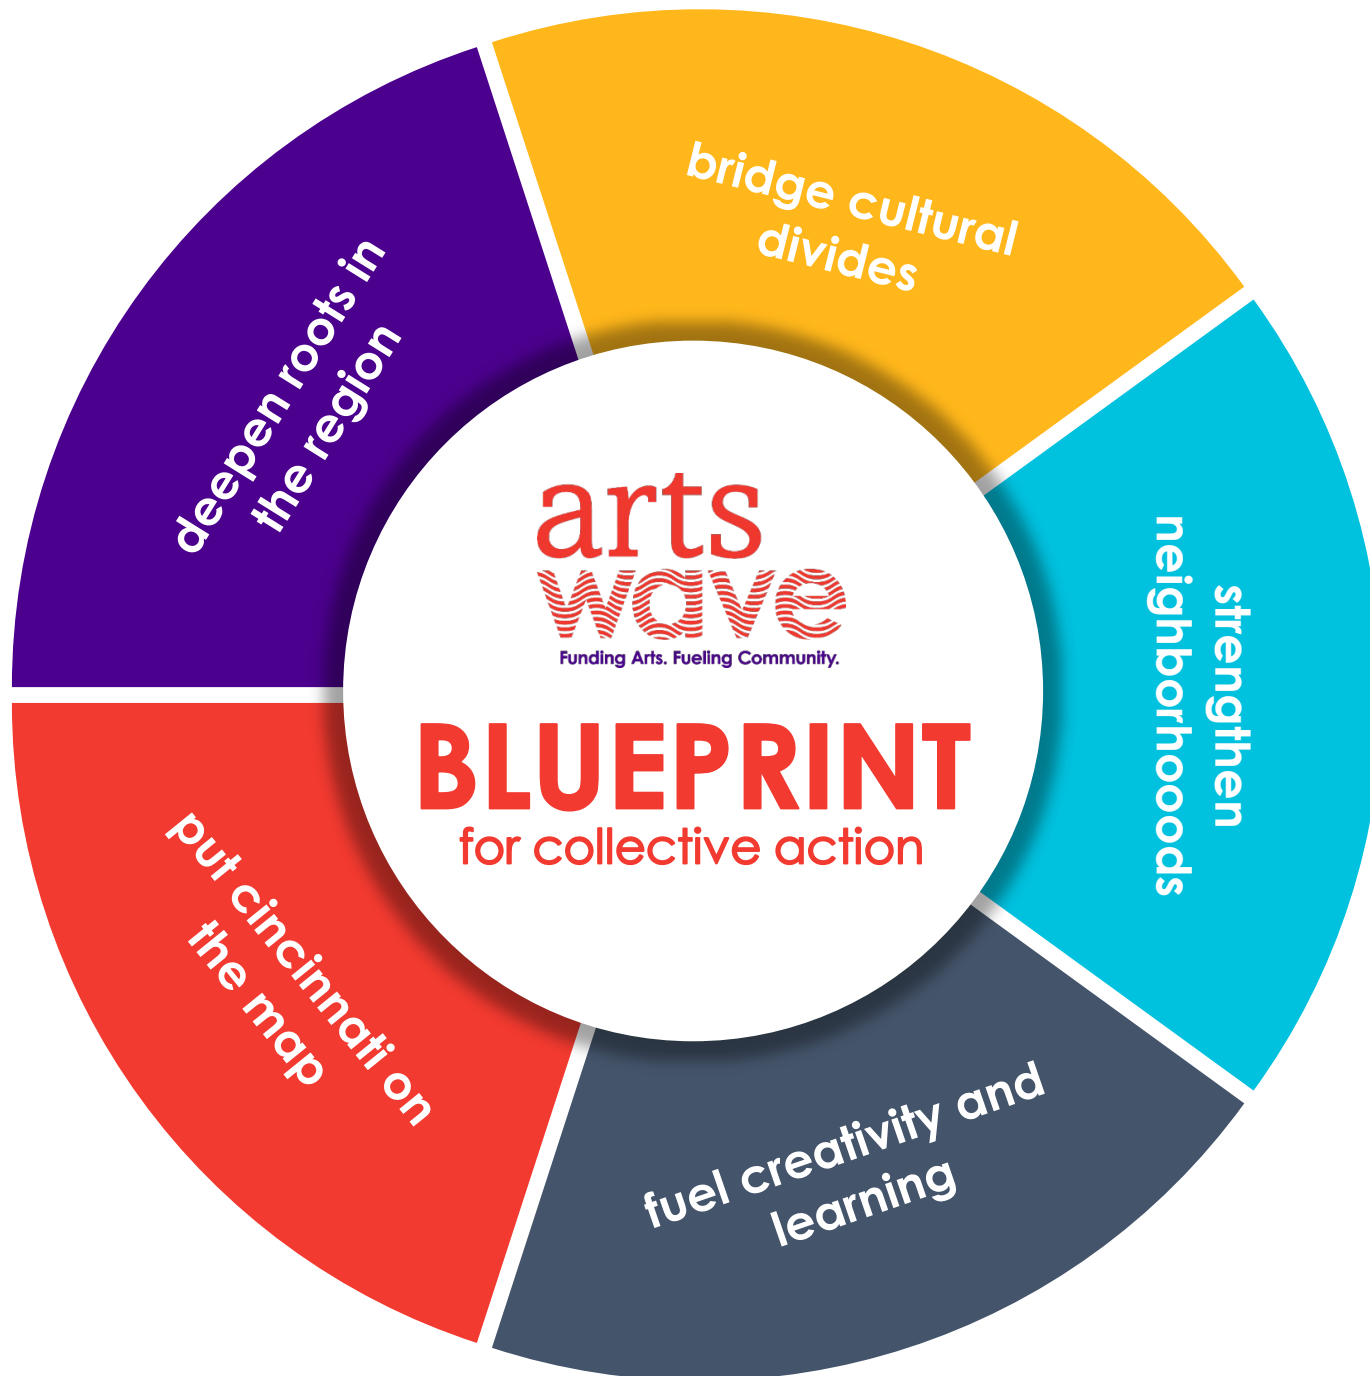 bridge cultural
divides
deepen roots in
the region
strengthen
neighborhooods
arts
wave
Funding Arts. Fueling Community.
BLUEPRINT
for collective action
put cincinnati on
the map
fuel creativity and
learning